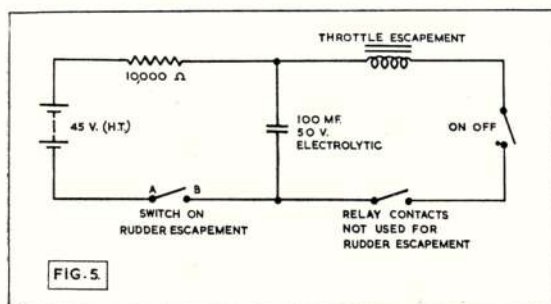 THROTTLE ESCAPEMENT
10,000 Ω
45 V. (H.T.)
100 MF.
50 V.
ELECTROLYTIC
ON OFF
A B
SWITCH ON
RUDDER ESCAPEMENT
RELAY CONTACTS
NOT USED FOR
RUDDER ESCAPEMENT
FIG. 5.